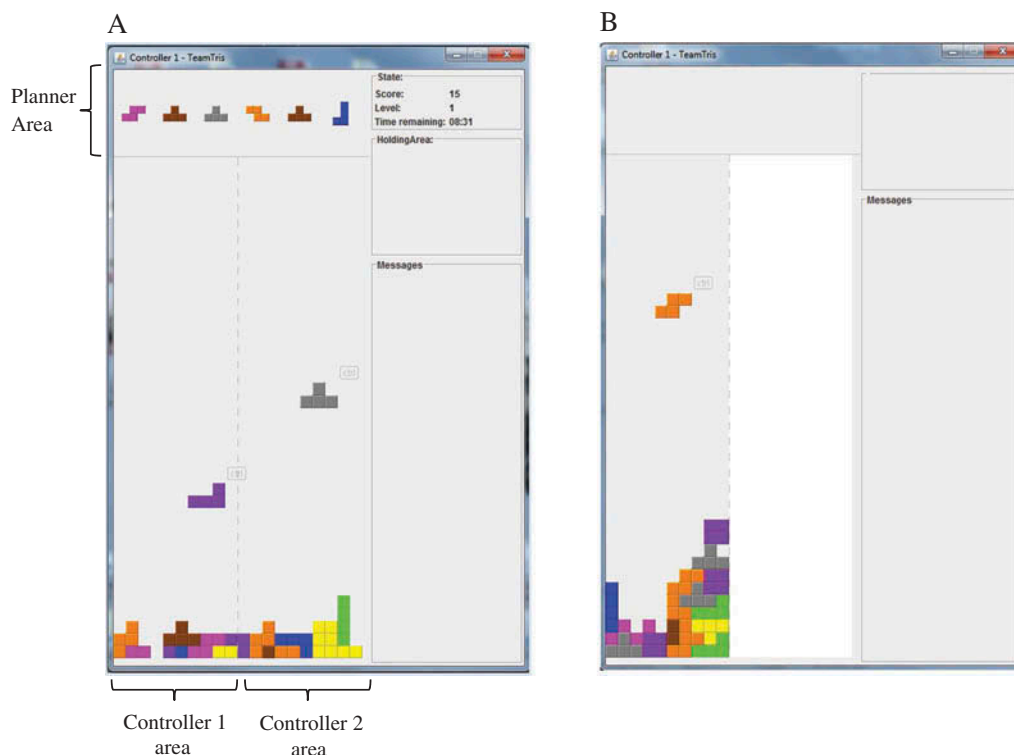 A
Controller 1 - TeamTris
Planner
Area
State:
Score: 15
Level: 1
Time remaining: 08:31
HoldingArea:
Messages
Controller 1
area
Controller 2
area
B
Controller 1 - TeamTris
Messages